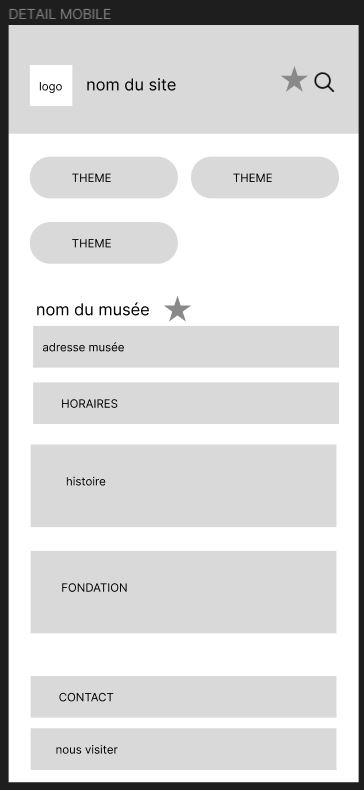 DETAIL MOBILE
logo
nom du site
THEME THEME
THEME
nom du musée
adresse musée
HORAIRES
histoire
FONDATION
CONTACT
nous visiter